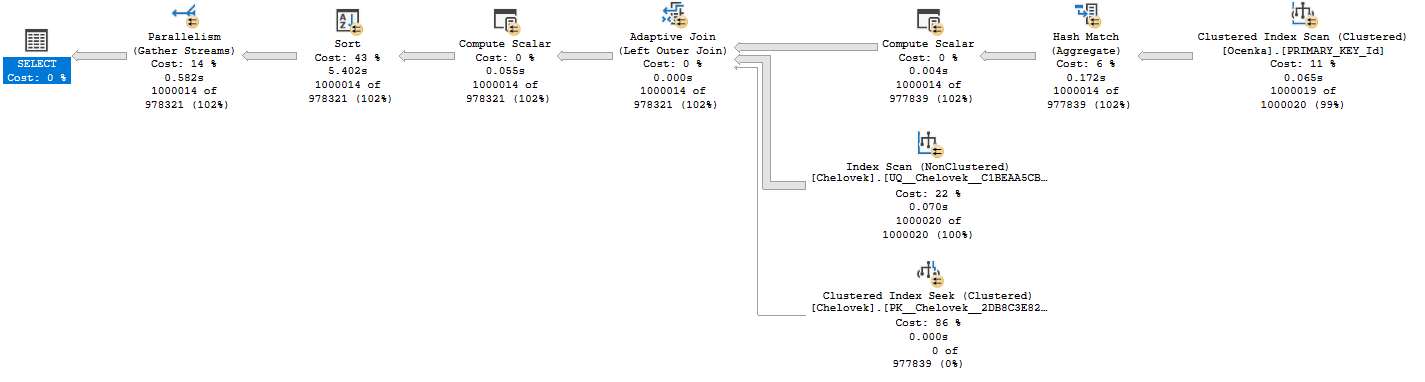 SELECT
Cost: 0 %
Parallelism
(Gather Streams)
Cost: 14 %
0.582s
1000014 of
978321 (102%)
Sort
Cost: 43 %
5.402s
1000014 of
978321 (102%)
Compute Scalar
Cost: 0 %
0.055s
1000014 of
978321 (102%)
Adaptive Join
(Left Outer Join)
Cost: 0 %
0.000s
1000014 of
978321 (102%)
Compute Scalar
Cost: 0 %
0.004s
1000014 of
977839 (102%)
Hash Match
(Aggregate)
Cost: 6 %
0.172s
1000014 of
977839 (102%)
Clustered Index Scan (Clustered)
[Ocenka].[PRIMARY_KEY_Id]
Cost: 11 %
0.065s
1000019 of
1000020 (99%)
Index Scan (NonClustered)
[Chelovek].[UQ__Chelovek__C1BEAA5CB…
Cost: 22 %
0.070s
1000020 of
1000020 (100%)
Clustered Index Seek (Clustered)
[Chelovek].[PK__Chelovek__2DB8C3E82…
Cost: 86 %
0.000s
0 of
977839 (0%)